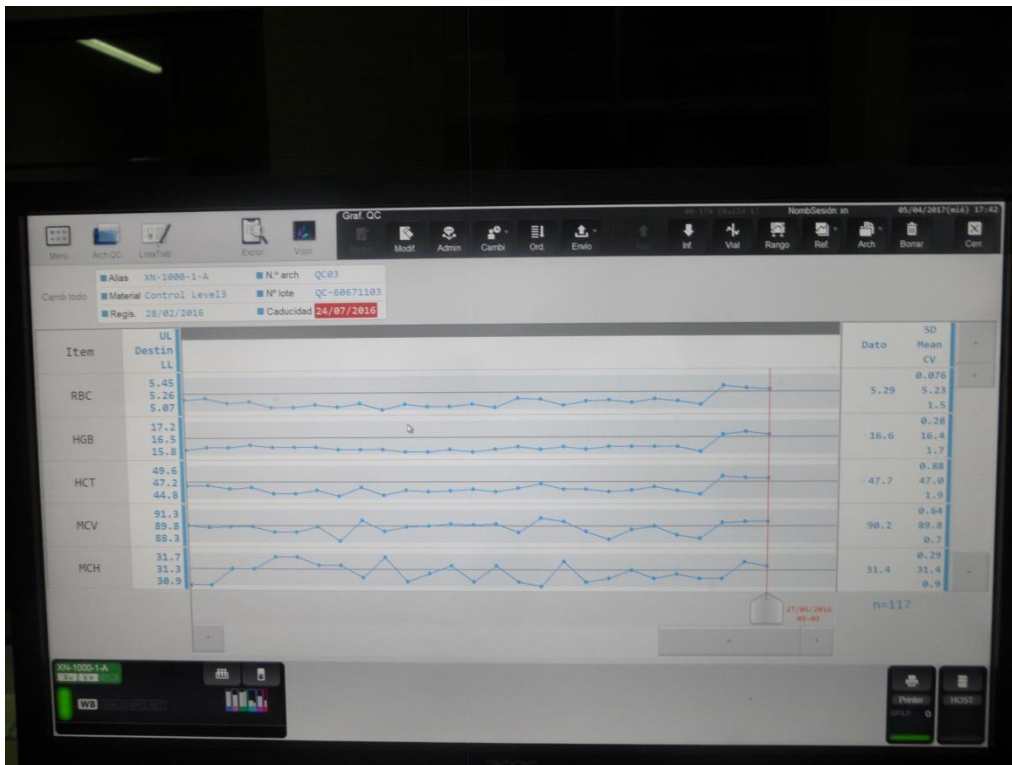 Graf. QC
NombSesión: xn
05/04/2017(mié) 17:42
Menú
Arch QC
ListaTrab
Explor.
Visor
Modif.
Admin
Cambi
Ord.
Envío
Inf.
Vial
Rango
Ref.
Arch
Borrar
Cerr
Camb todo
Alias XN-1000-1-A
N.º arch QC03
Material Control Level3
Nº lote QC-60671103
Regis. 28/02/2016
Caducidad 24/07/2016
Item
UL
Destin
LL
Dato
SD
Mean
CV
RBC
5.45
5.26
5.07
5.29
0.076
5.23
1.5
HGB
17.2
16.5
15.8
16.6
0.28
16.4
1.7
HCT
49.6
47.2
44.8
47.7
0.88
47.0
1.9
MCV
91.3
89.8
88.3
90.2
0.64
89.8
0.7
MCH
31.7
31.3
30.9
31.4
0.29
31.4
0.9
27/05/2016
09:09
n=117
XN-1000-1-A
WB
Printer
0
HOST